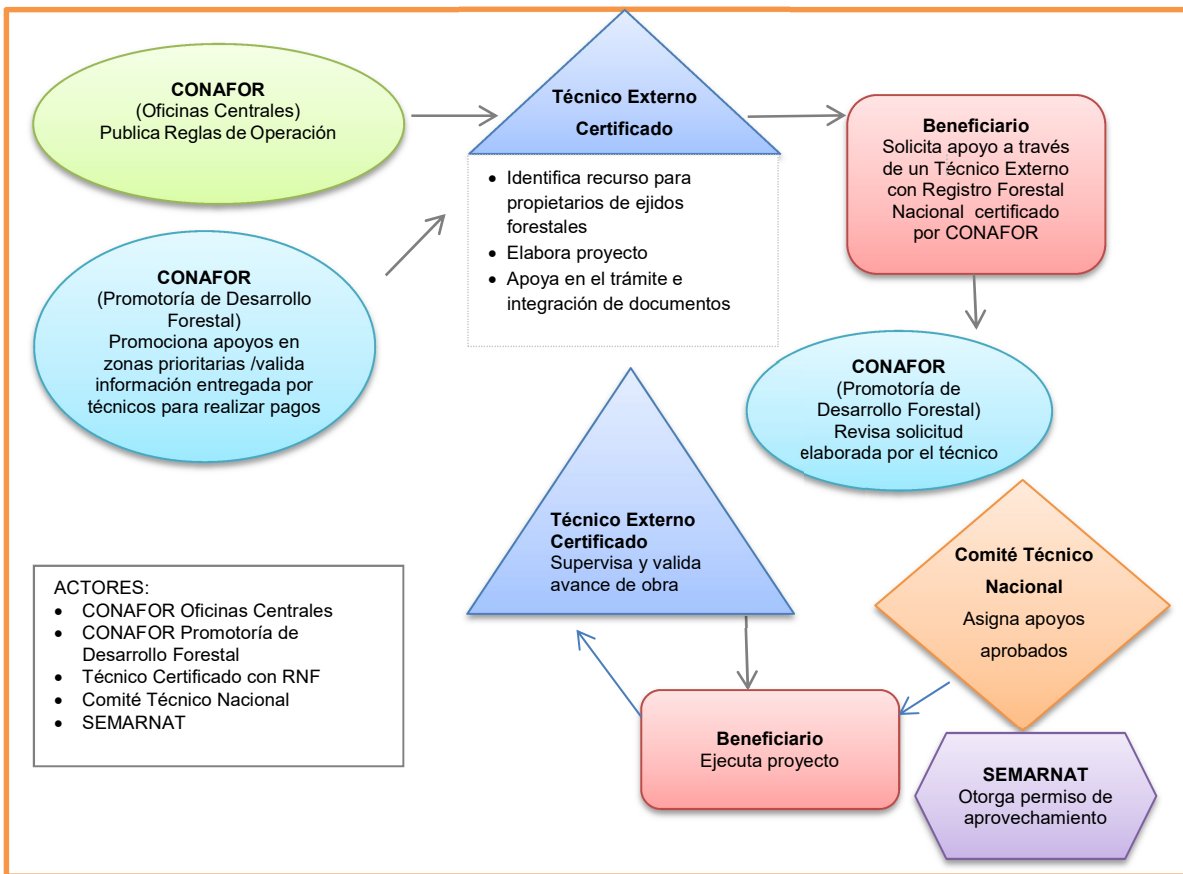 CONAFOR
(Oficinas Centrales)
Publica Reglas de Operación
Técnico Externo
Certificado
• Identifica recurso para
propietarios de ejidos
forestales
• Elabora proyecto
• Apoya en el trámite e
integración de documentos
Beneficiario
Solicita apoyo a través
de un Técnico Externo
con Registro Forestal
Nacional certificado
por CONAFOR
CONAFOR
(Promotoría de Desarrollo
Forestal)
Promociona apoyos en
zonas prioritarias /valida
información entregada por
técnicos para realizar pagos
CONAFOR
(Promotoría de
Desarrollo Forestal)
Revisa solicitud
elaborada por el técnico
Técnico Externo
Certificado
Supervisa y valida
avance de obra
Comité Técnico
Nacional
Asigna apoyos
aprobados
ACTORES:
• CONAFOR Oficinas Centrales
• CONAFOR Promotoría de
Desarrollo Forestal
• Técnico Certificado con RNF
• Comité Técnico Nacional
• SEMARNAT
Beneficiario
Ejecuta proyecto
SEMARNAT
Otorga permiso de
aprovechamiento